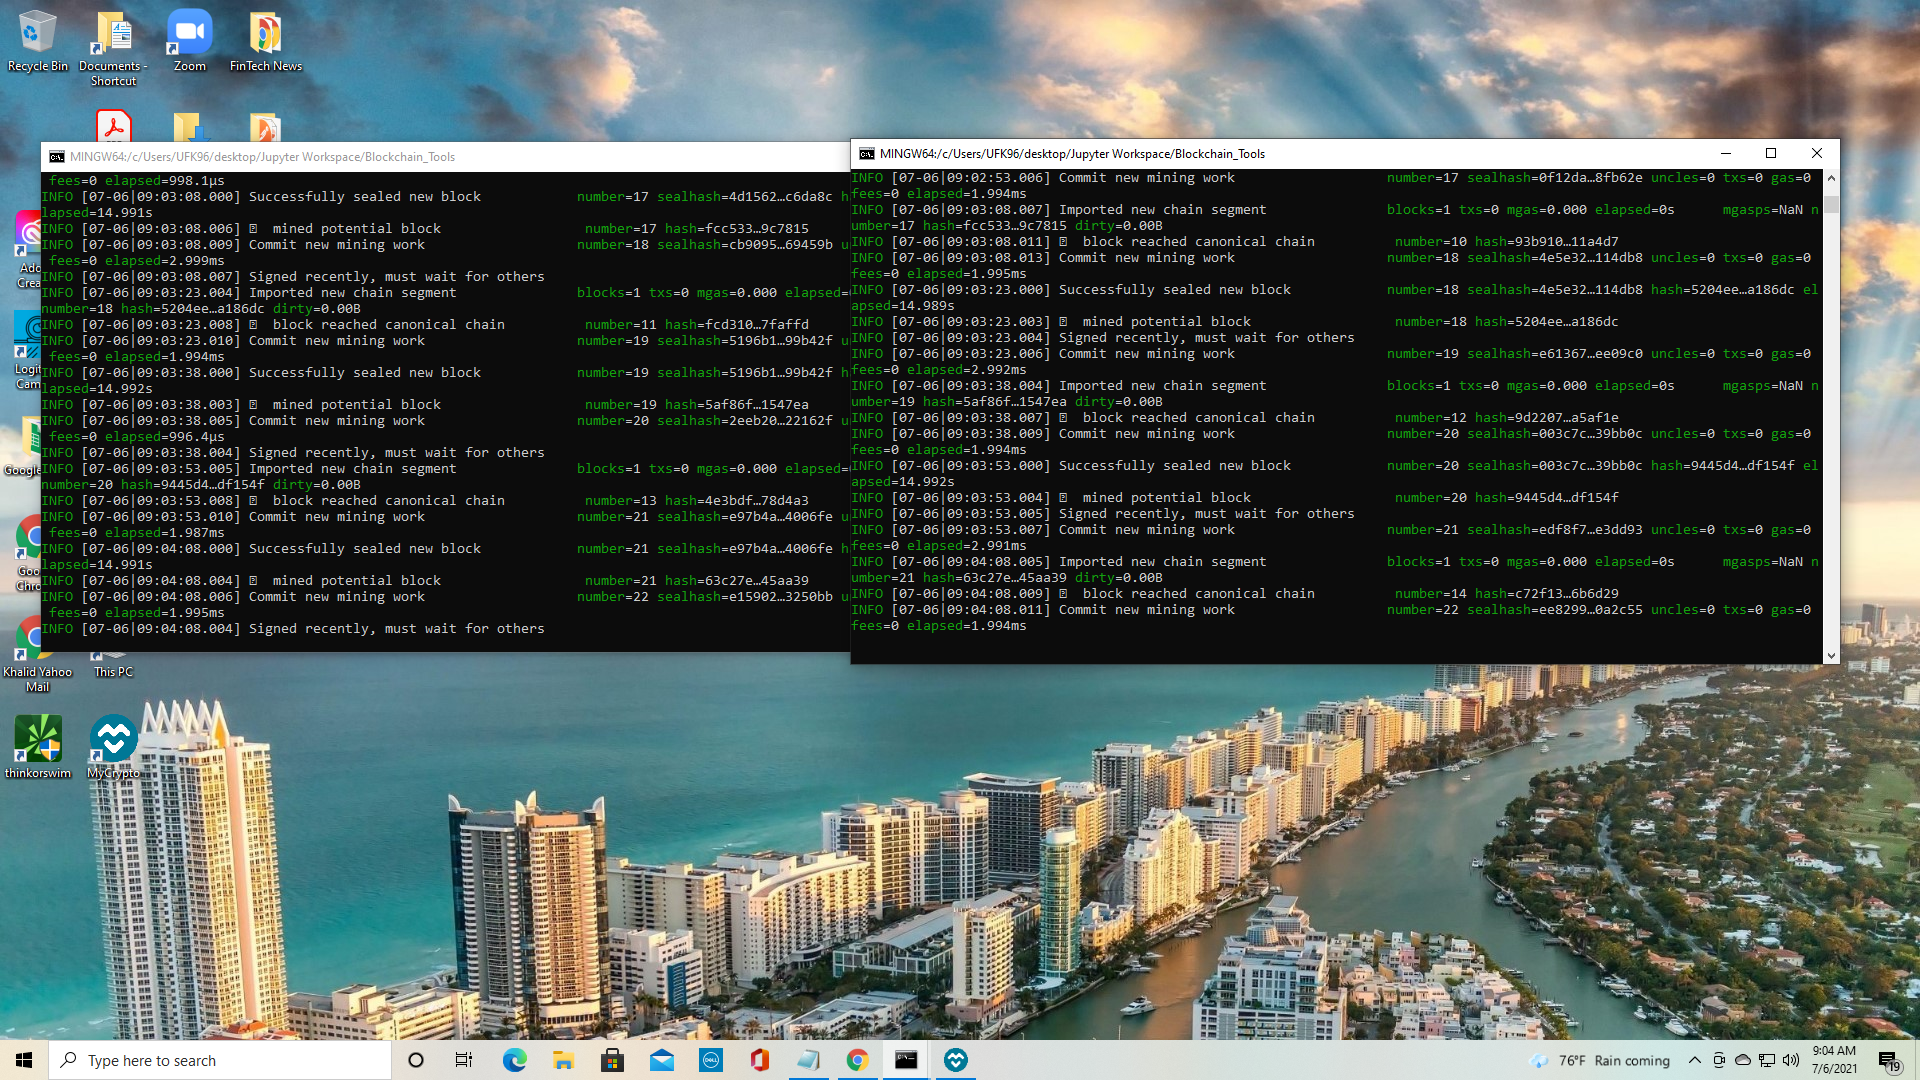 Recycle Bin
Documents - Shortcut
Zoom
FinTech News
MINGW64:/c/Users/UFK96/desktop/Jupyter Workspace/Blockchain_Tools
fees=0 elapsed=998.1µs
INFO [07-06|09:03:08.000] Successfully sealed new block number=17 sealhash=4d1562…c6da8c h
lapsed=14.991s
INFO [07-06|09:03:08.006] mined potential block number=17 hash=fcc533…9c7815
INFO [07-06|09:03:08.009] Commit new mining work number=18 sealhash=cb9095…69459b u
fees=0 elapsed=2.999ms
INFO [07-06|09:03:08.007] Signed recently, must wait for others
INFO [07-06|09:03:23.004] Imported new chain segment blocks=1 txs=0 mgas=0.000 elapsed=
number=18 hash=5204ee…a186dc dirty=0.00B
INFO [07-06|09:03:23.008] block reached canonical chain number=11 hash=fcd310…7faffd
INFO [07-06|09:03:23.010] Commit new mining work number=19 sealhash=5196b1…99b42f u
fees=0 elapsed=1.994ms
INFO [07-06|09:03:38.000] Successfully sealed new block number=19 sealhash=5196b1…99b42f h
lapsed=14.992s
INFO [07-06|09:03:38.003] mined potential block number=19 hash=5af86f…1547ea
INFO [07-06|09:03:38.005] Commit new mining work number=20 sealhash=2eeb20…22162f u
fees=0 elapsed=996.4µs
INFO [07-06|09:03:38.004] Signed recently, must wait for others
INFO [07-06|09:03:53.005] Imported new chain segment blocks=1 txs=0 mgas=0.000 elapsed=
number=20 hash=9445d4…df154f dirty=0.00B
INFO [07-06|09:03:53.008] block reached canonical chain number=13 hash=4e3bdf…78d4a3
INFO [07-06|09:03:53.010] Commit new mining work number=21 sealhash=e97b4a…4006fe u
fees=0 elapsed=1.987ms
INFO [07-06|09:04:08.000] Successfully sealed new block number=21 sealhash=e97b4a…4006fe h
lapsed=14.991s
INFO [07-06|09:04:08.004] mined potential block number=21 hash=63c27e…45aa39
INFO [07-06|09:04:08.006] Commit new mining work number=22 sealhash=e15902…3250bb u
fees=0 elapsed=1.995ms
INFO [07-06|09:04:08.004] Signed recently, must wait for others
MINGW64:/c/Users/UFK96/desktop/Jupyter Workspace/Blockchain_Tools
INFO [07-06|09:02:53.006] Commit new mining work number=17 sealhash=0f12da…8fb62e uncles=0 txs=0 gas=0
fees=0 elapsed=1.994ms
INFO [07-06|09:03:08.007] Imported new chain segment blocks=1 txs=0 mgas=0.000 elapsed=0s mgasps=NaN n
umber=17 hash=fcc533…9c7815 dirty=0.00B
INFO [07-06|09:03:08.011] block reached canonical chain number=10 hash=93b910…11a4d7
INFO [07-06|09:03:08.013] Commit new mining work number=18 sealhash=4e5e32…114db8 uncles=0 txs=0 gas=0
fees=0 elapsed=1.995ms
INFO [07-06|09:03:23.000] Successfully sealed new block number=18 sealhash=4e5e32…114db8 hash=5204ee…a186dc el
apsed=14.989s
INFO [07-06|09:03:23.003] mined potential block number=18 hash=5204ee…a186dc
INFO [07-06|09:03:23.004] Signed recently, must wait for others
INFO [07-06|09:03:23.006] Commit new mining work number=19 sealhash=e61367…ee09c0 uncles=0 txs=0 gas=0
fees=0 elapsed=2.992ms
INFO [07-06|09:03:38.004] Imported new chain segment blocks=1 txs=0 mgas=0.000 elapsed=0s mgasps=NaN n
umber=19 hash=5af86f…1547ea dirty=0.00B
INFO [07-06|09:03:38.007] block reached canonical chain number=12 hash=9d2207…a5af1e
INFO [07-06|09:03:38.009] Commit new mining work number=20 sealhash=003c7c…39bb0c uncles=0 txs=0 gas=0
fees=0 elapsed=1.994ms
INFO [07-06|09:03:53.000] Successfully sealed new block number=20 sealhash=003c7c…39bb0c hash=9445d4…df154f el
apsed=14.992s
INFO [07-06|09:03:53.004] mined potential block number=20 hash=9445d4…df154f
INFO [07-06|09:03:53.005] Signed recently, must wait for others
INFO [07-06|09:03:53.007] Commit new mining work number=21 sealhash=edf8f7…e3dd93 uncles=0 txs=0 gas=0
fees=0 elapsed=2.991ms
INFO [07-06|09:04:08.005] Imported new chain segment blocks=1 txs=0 mgas=0.000 elapsed=0s mgasps=NaN n
umber=21 hash=63c27e…45aa39 dirty=0.00B
INFO [07-06|09:04:08.009] block reached canonical chain number=14 hash=c72f13…6b6d29
INFO [07-06|09:04:08.011] Commit new mining work number=22 sealhash=ee8299…0a2c55 uncles=0 txs=0 gas=0
fees=0 elapsed=1.994ms
Ado
Crea
Logit
Cam
Google
Goo
Chro
Khalid Yahoo Mail
This PC
thinkorswim
MyCrypto
Type here to search
DELL
76°F Rain coming
9:04 AM
7/6/2021
19